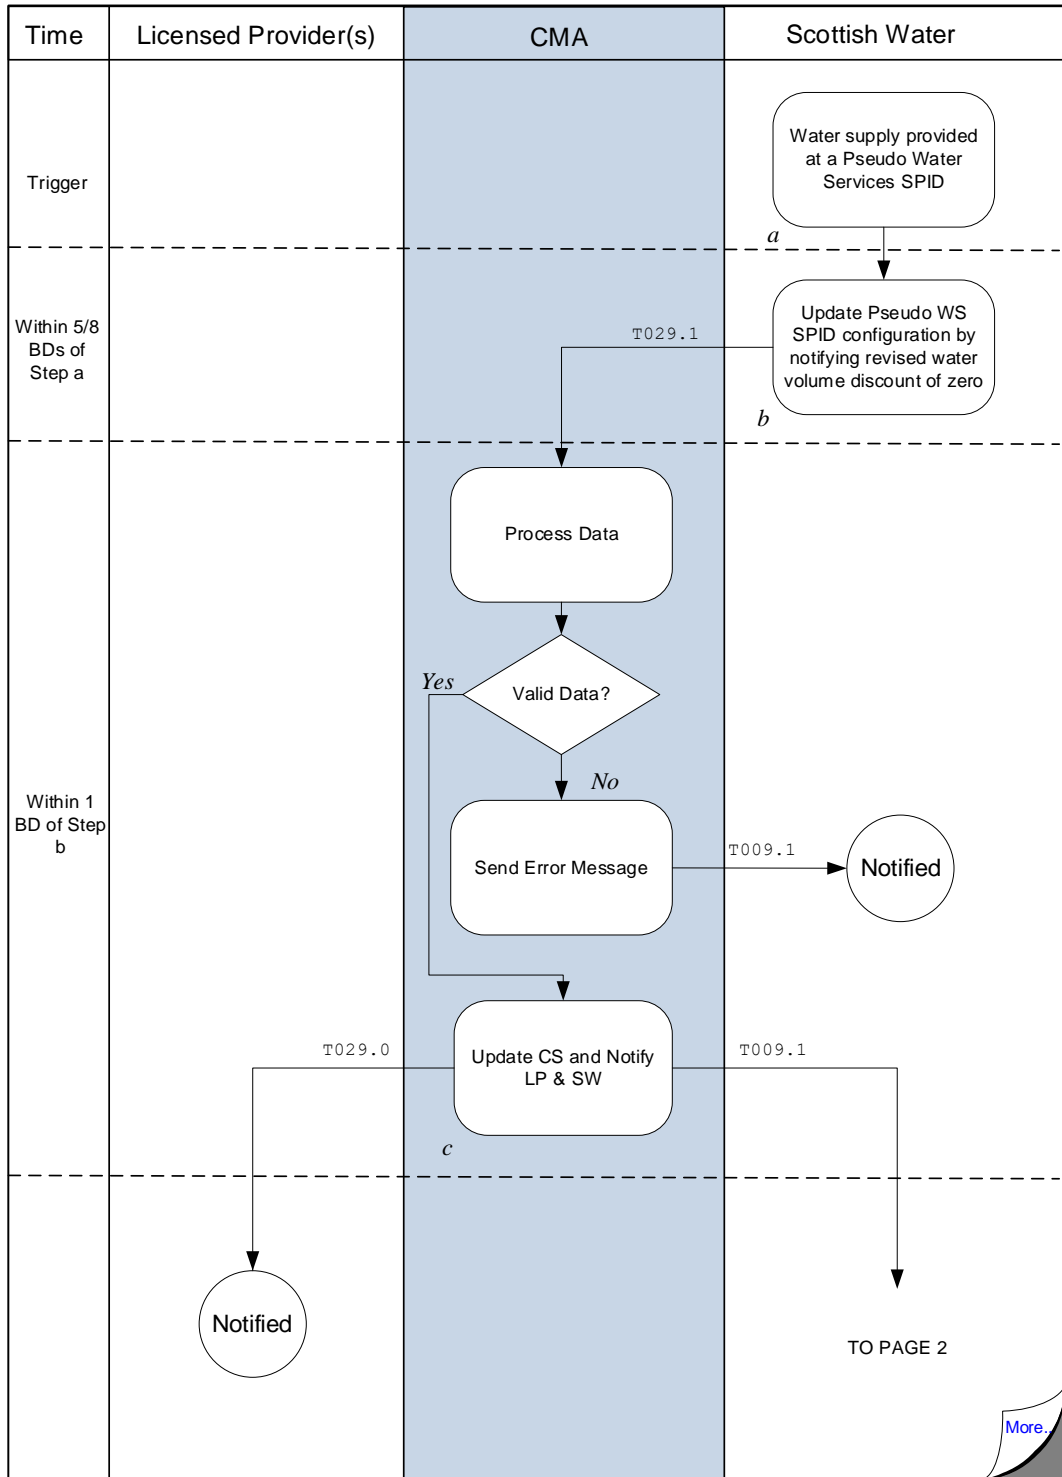 Time
Licensed Provider(s)
CMA
Scottish Water
Trigger
Water supply provided
at a Pseudo Water
Services SPID
a
Within 5/8
BDs of
Step a
Update Pseudo WS
SPID configuration by
notifying revised water
volume discount of zero
T029.1
b
Process Data
Valid Data?
Yes
No
Within 1
BD of Step
b
Send Error Message
T009.1
Notified
T029.0
Update CS and Notify
LP & SW
T009.1
c
Notified
TO PAGE 2
More..